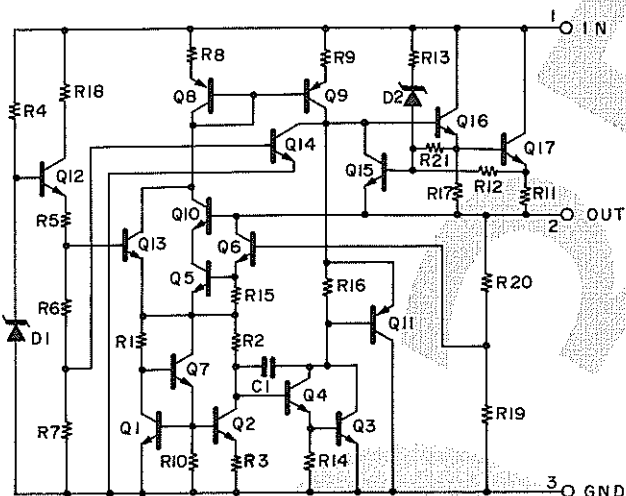 1 IN
R8 R9 R13
R18
Q8 Q9 D2
R4
Q16
Q14
Q17
Q12 Q15 R21
R12
R5 Q10 R17 R11
Q13 Q6 2 OUT
Q5
R6 R15 R16 R20
D1 R1 R2 Q11
Q7 C1
Q4
R7 Q1 Q2 Q3 R19
R10 R3 R14
3 GND